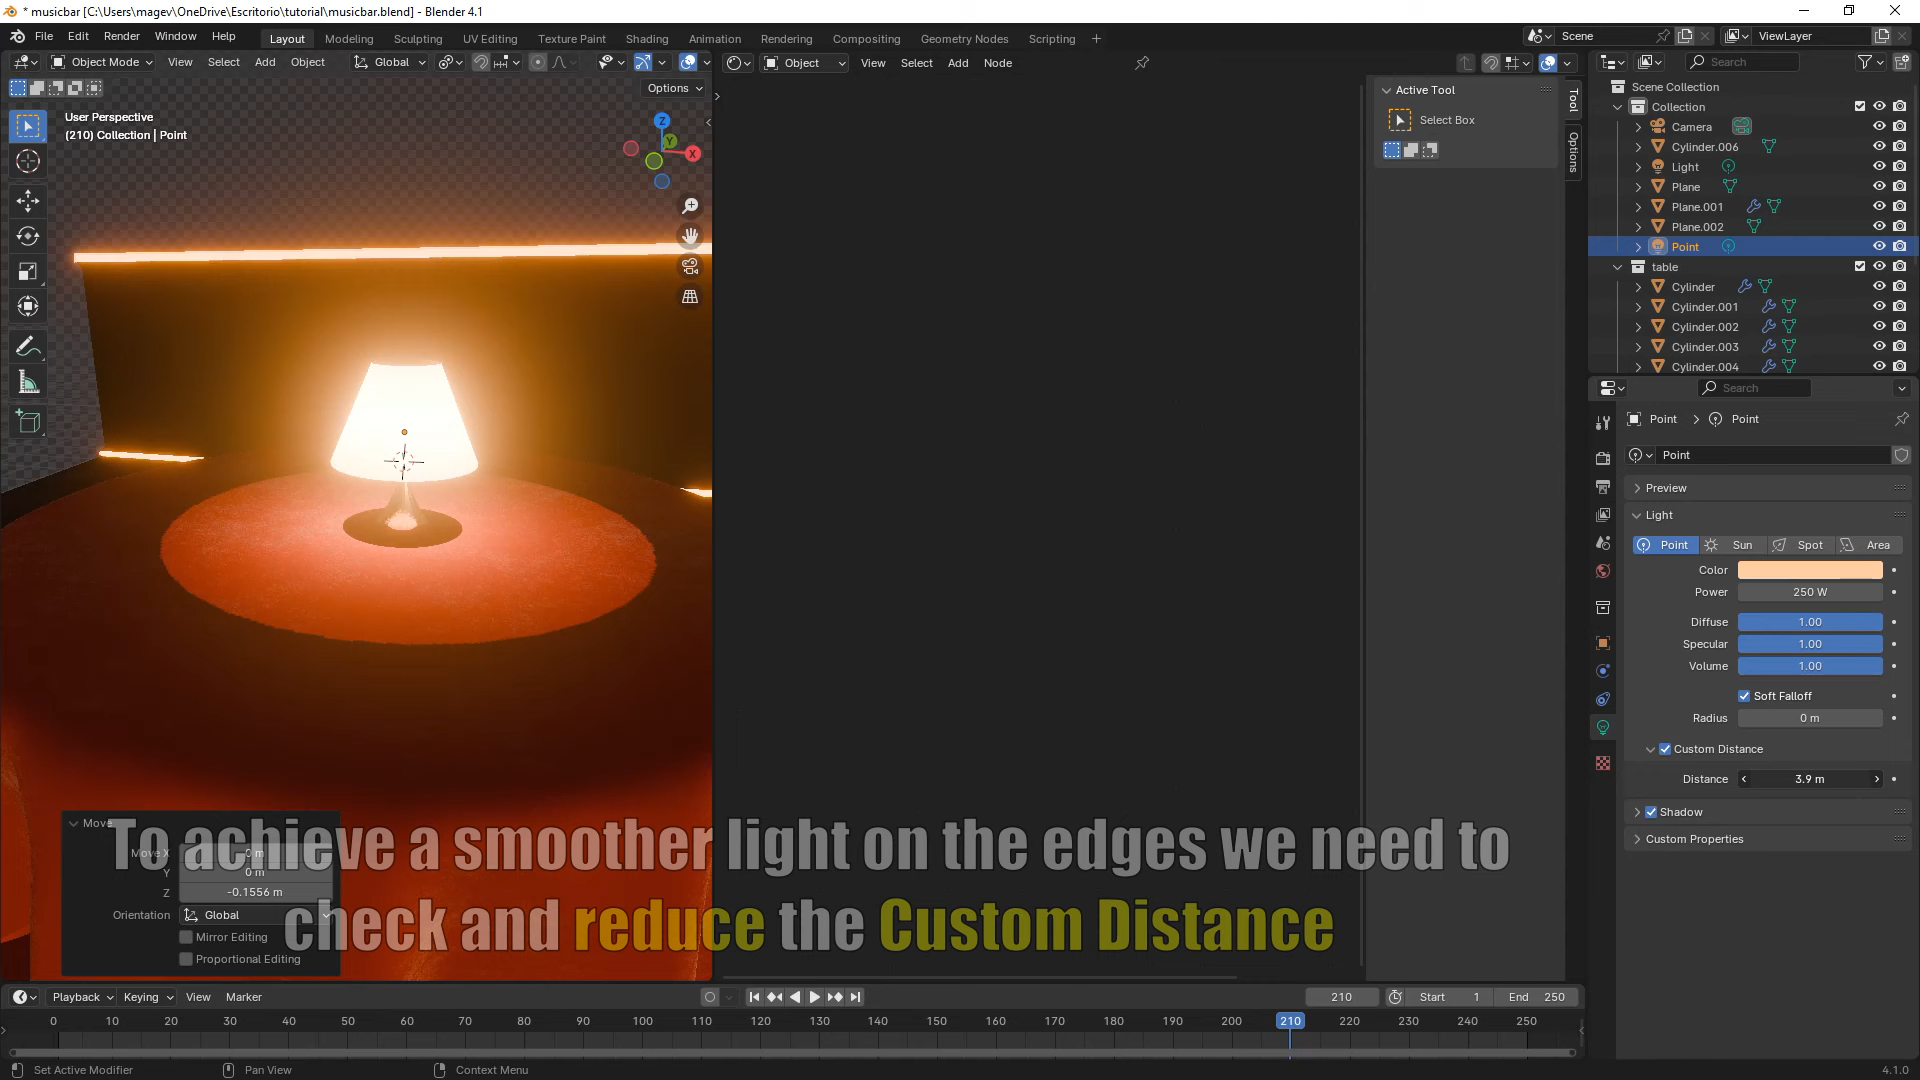 * musicbar [C:\Users\magev\OneDrive\Escritorio\tutorial\musicbar.blend] - Blender 4.1
File Edit Render Window Help
Layout Modeling Sculpting UV Editing Texture Paint Shading Animation Rendering Compositing Geometry Nodes Scripting +
Scene
ViewLayer
Object Mode View Select Add Object Global
Options
User Perspective
(210) Collection | Point
Z
Y
X
Object View Select Add Node
Active Tool
Select Box
Tool
Options
Search
Scene Collection
Collection
Camera
Cylinder.006
Light
Plane
Plane.001
Plane.002
Point
table
Cylinder
Cylinder.001
Cylinder.002
Cylinder.003
Cylinder.004
Search
Point > Point
Point
Preview
Light
Point Sun Spot Area
Color
Power 250 W
Diffuse 1.00
Specular 1.00
Volume 1.00
Soft Falloff
Radius 0 m
Custom Distance
Distance 3.9 m
Shadow
Custom Properties
Move
Move X 0 m
Y 0 m
Z -0.1556 m
Orientation Global
Mirror Editing
Proportional Editing
To achieve a smoother light on the edges we need to
check and reduce the Custom Distance
Playback Keying View Marker
210 Start 1 End 250
0 10 20 30 40 50 60 70 80 90 100 110 120 130 140 150 160 170 180 190 200 210 220 230 240 250
Set Active Modifier Pan View Context Menu
4.1.0